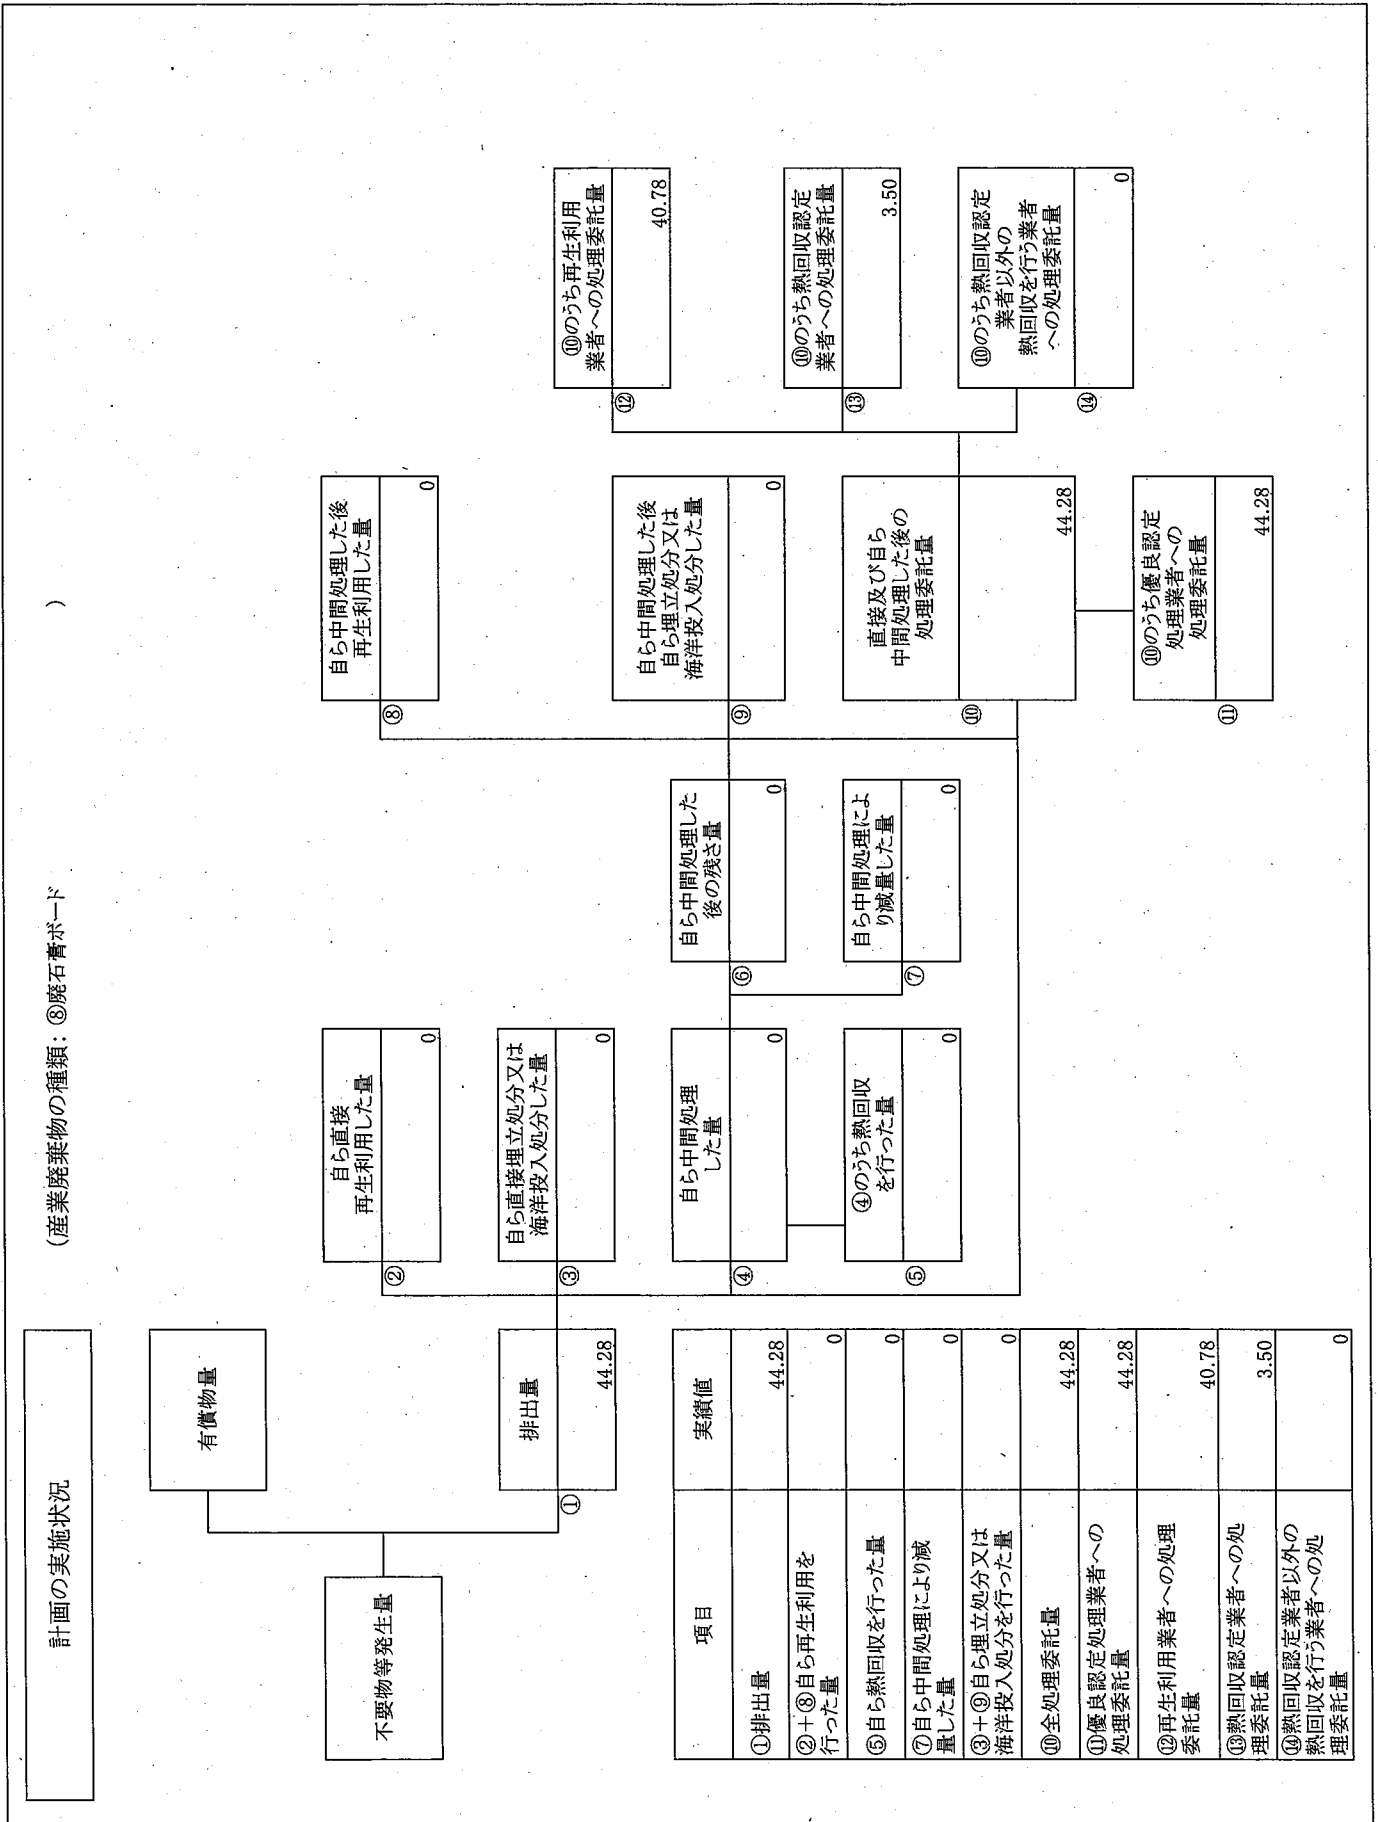 計画の実施状況
(産業廃棄物の種類：⑧廃石膏ボード　　　　　)
不要物等発生量
有償物量
①
排出量
44.28
②
自ら直接
再生利用した量
0
③
自ら直接埋立処分又は
海洋投入処分した量
0
④
自ら中間処理
した量
0
⑤
④のうち熱回収
を行った量
0
⑥
自ら中間処理した
後の残さ量
0
⑦
自ら中間処理によ
り減量した量
0
⑧
自ら中間処理した後
再生利用した量
0
⑨
自ら中間処理した後
自ら埋立処分又は
海洋投入処分した量
0
⑩
直接及び自ら
中間処理した後の
処理委託量
44.28
⑪
⑩のうち優良認定
処理業者への
処理委託量
44.28
⑫
⑩のうち再生利用
業者への処理委託量
40.78
⑬
⑩のうち熱回収認定
業者への処理委託量
3.50
⑭
⑩のうち熱回収認定
業者以外の
熱回収を行う業者
への処理委託量
0
項目
実績値
①排出量
44.28
②＋⑧自ら再生利用を
行った量
0
⑤自ら熱回収を行った量
0
⑦自ら中間処理により減
量した量
0
③＋⑨自ら埋立処分又は
海洋投入処分を行った量
0
⑩全処理委託量
44.28
⑪優良認定処理業者への
処理委託量
44.28
⑫再生利用業者への処理
委託量
40.78
⑬熱回収認定業者への処
理委託量
3.50
⑭熱回収認定業者以外の
熱回収を行う業者への処
理委託量
0